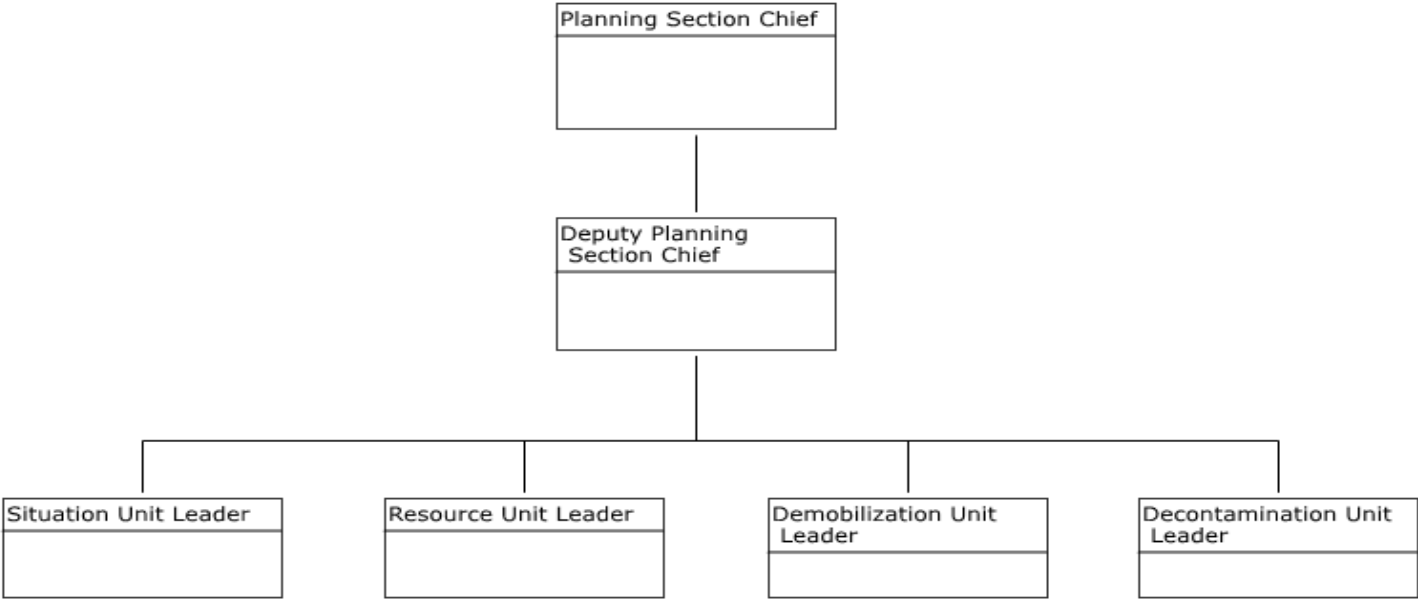 Planning Section Chief
Deputy Planning
Section Chief
Situation Unit Leader
Resource Unit Leader
Demobilization Unit
Leader
Decontamination Unit
Leader